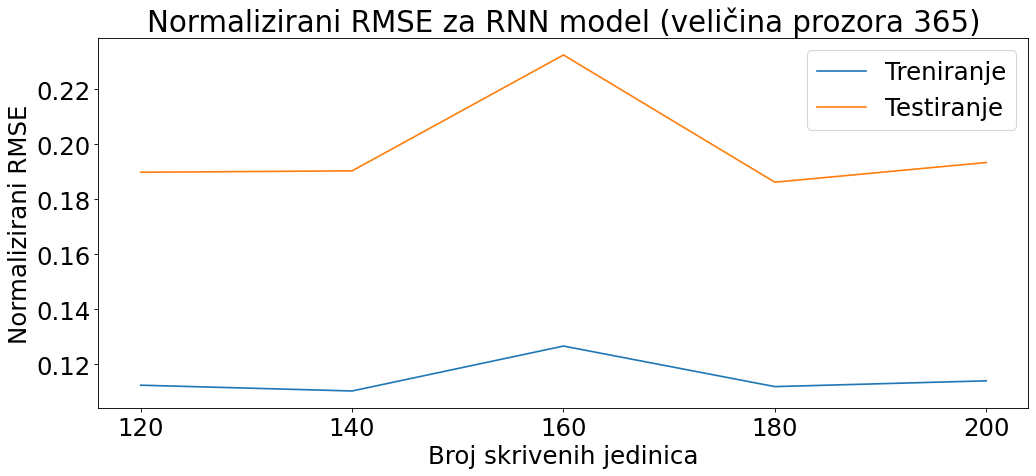 Normalizirani RMSE za RNN model (veličina prozora 365)
Treniranje
Testiranje
Normalizirani RMSE
0.22
0.20
0.18
0.16
0.14
0.12
120 140 160 180 200
Broj skrivenih jedinica